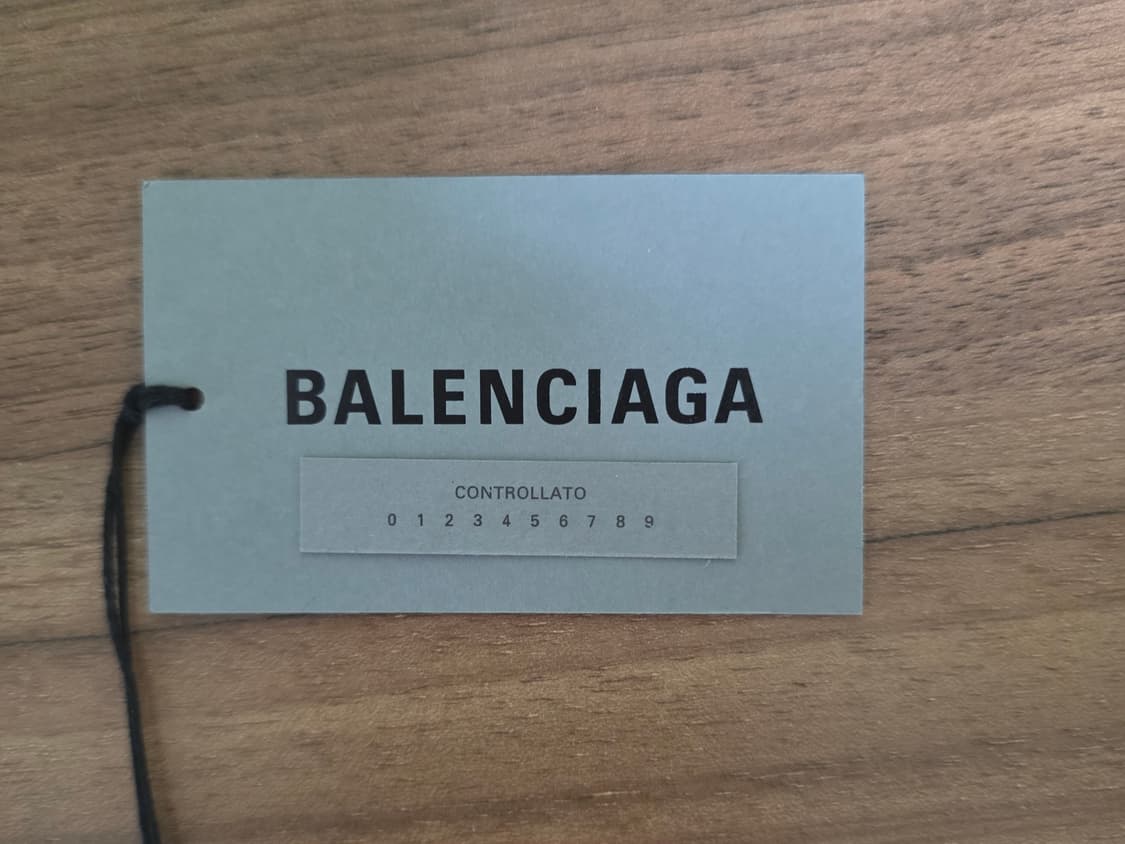 BALENCIAGA
CONTROLLATO
0 1 2 3 4 5 6 7 8 9